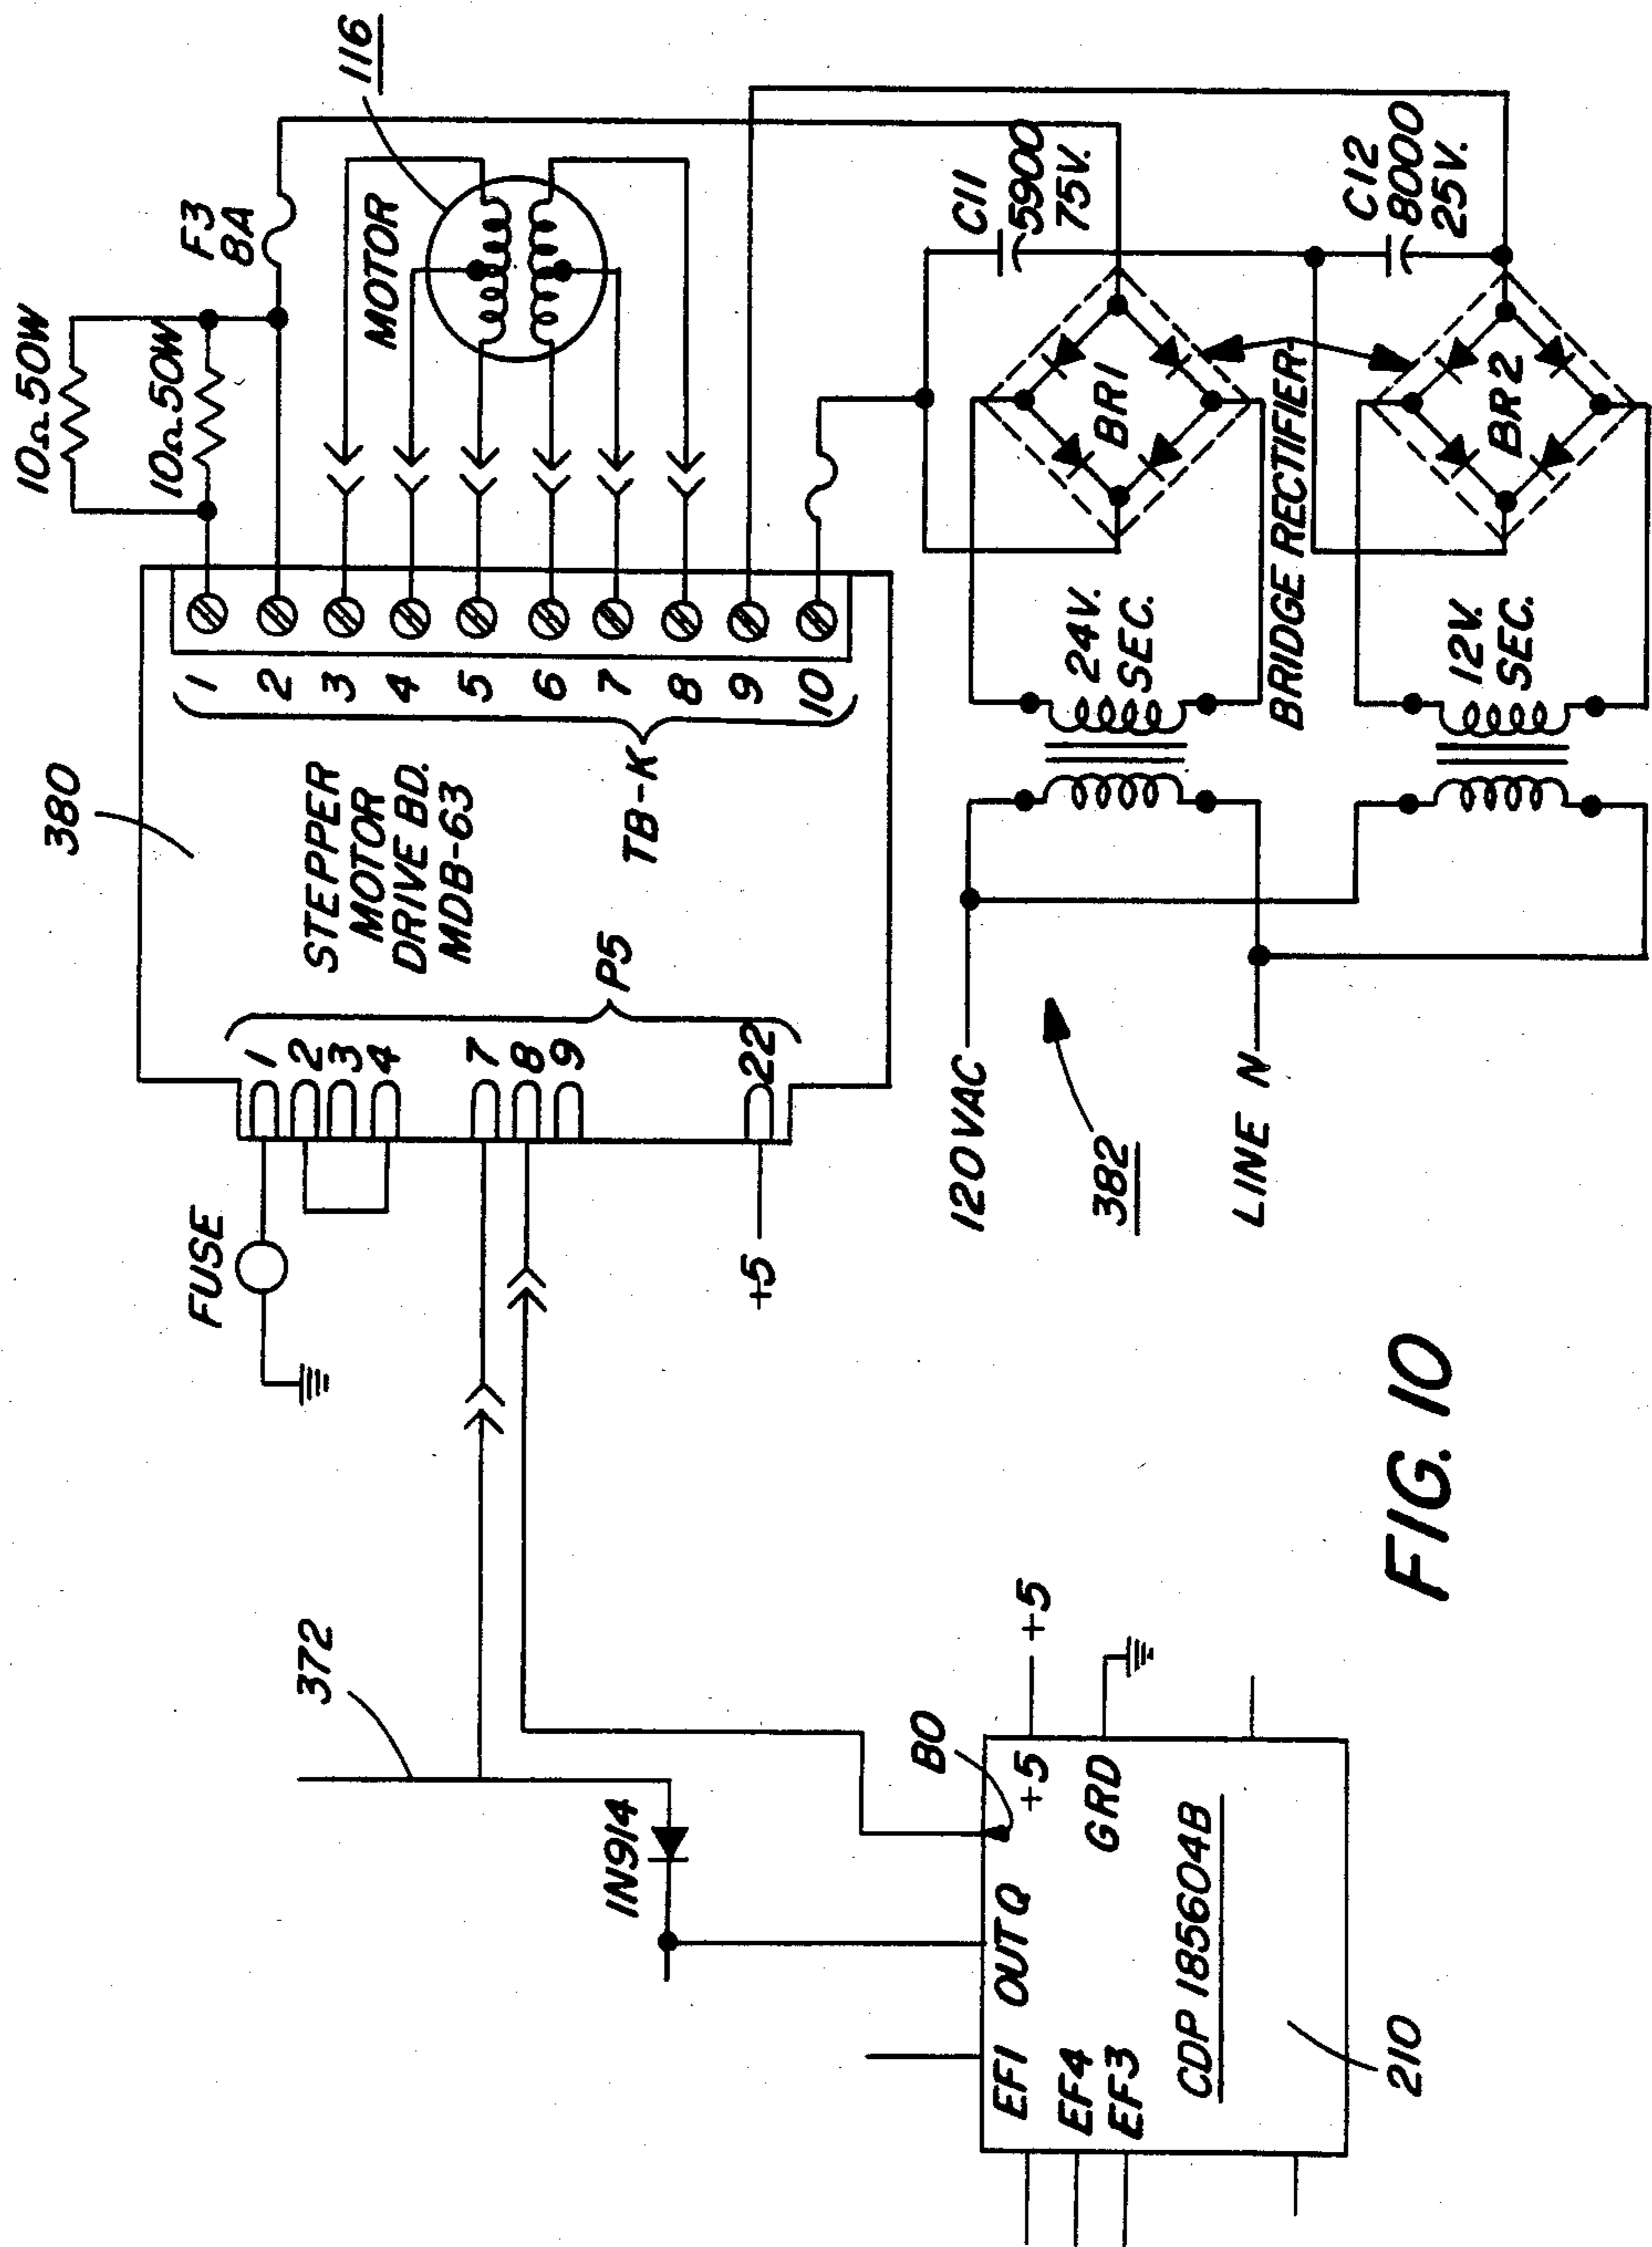 10Ω 50W
10Ω 50W
F3
8A
116
MOTOR
380
STEPPER
MOTOR
DRIVE BD.
MDB-63
1
2
3
4
5
6
7
8
9
10
TB-K
P5
1
2
3
4
7
8
9
22
FUSE
+5
372
1N914
B0
EF1 OUT Q
+5
EF4
EF3
GRD
+5
CDP 18S604B
210
120VAC
382
LINE N
24V.
SEC.
12V.
SEC.
BRIDGE RECTIFIER
BR1
BR2
C11
5900
75V.
C12
8000
25V.
FIG. 10